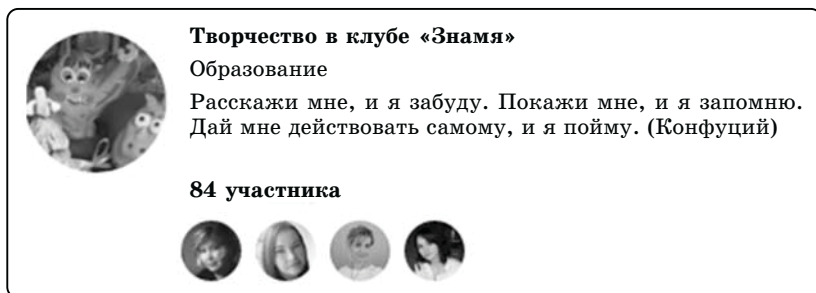 Творчество в клубе «Знамя»
Образование
Расскажи мне, и я забуду. Покажи мне, и я запомню.
Дай мне действовать самому, и я пойму. (Конфуций)
84 участника